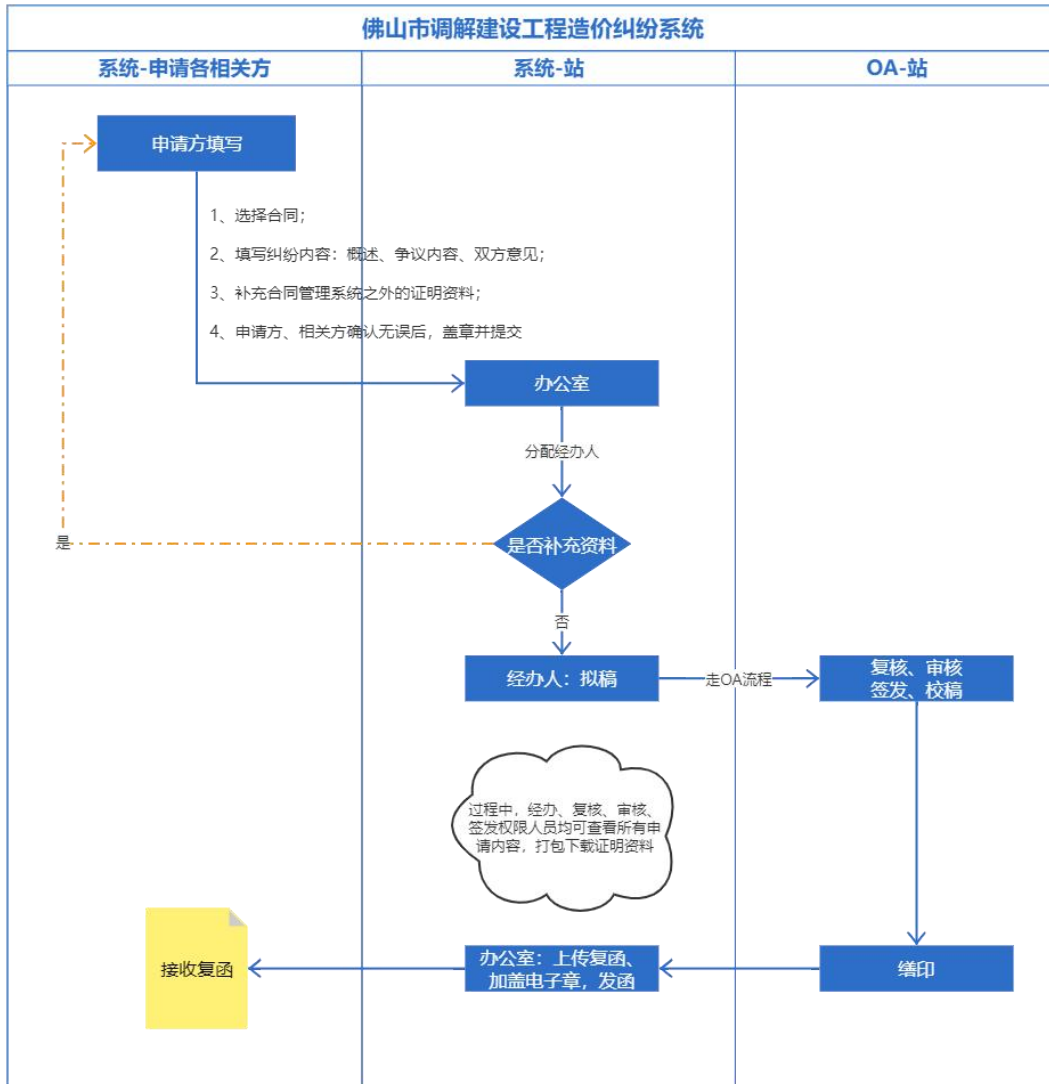 佛山市调解建设工程造价纠纷系统
系统-申请各相关方
系统-站
OA-站
申请方填写
1、选择合同；
2、填写纠纷内容：概述、争议内容、双方意见；
3、补充合同管理系统之外的证明资料；
4、申请方、相关方确认无误后，盖章并提交
办公室
分配经办人
是否补充资料
是
否
经办人：拟稿
走OA流程
复核、审核
签发、校稿
过程中，经办、复核、审核、
签发权限人员均可查看所有申
请内容，打包下载证明资料
接收复函
办公室：上传复函、
加盖电子章，发函
缮印